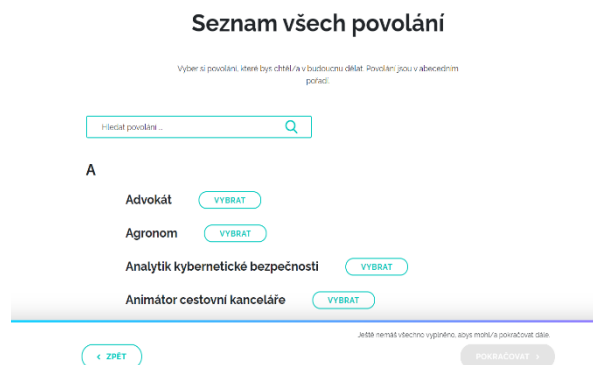 Seznam všech povolání
Vyber si povolání, které bys chtěl/a v budoucnu dělat. Povolání jsou v abecedním
pořadí.
Hledat povolání ...
A
Advokát VYBRAT
Agronom VYBRAT
Analytik kybernetické bezpečnosti VYBRAT
Animátor cestovní kanceláře VYBRAT
Ještě nemáš všechno vyplněno, abys mohl/a pokračovat dále.
< ZPĚT POKRAČOVAT >